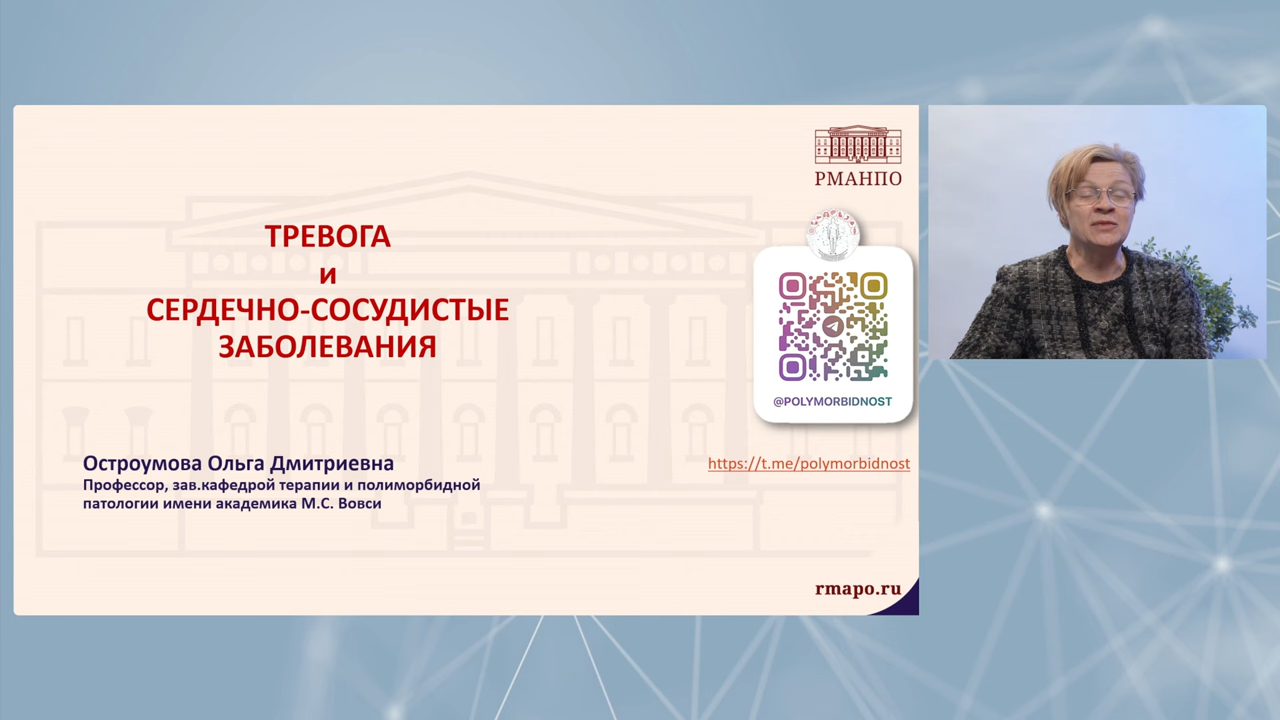 РМАНПО
ТРЕВОГА
и
СЕРДЕЧНО-СОСУДИСТЫЕ
ЗАБОЛЕВАНИЯ
@POLYMORBIDNOST
Остроумова Ольга Дмитриевна
Профессор, зав.кафедрой терапии и полиморбидной
патологии имени академика М.С. Вовси
https://t.me/polymorbidnost
rmapo.ru